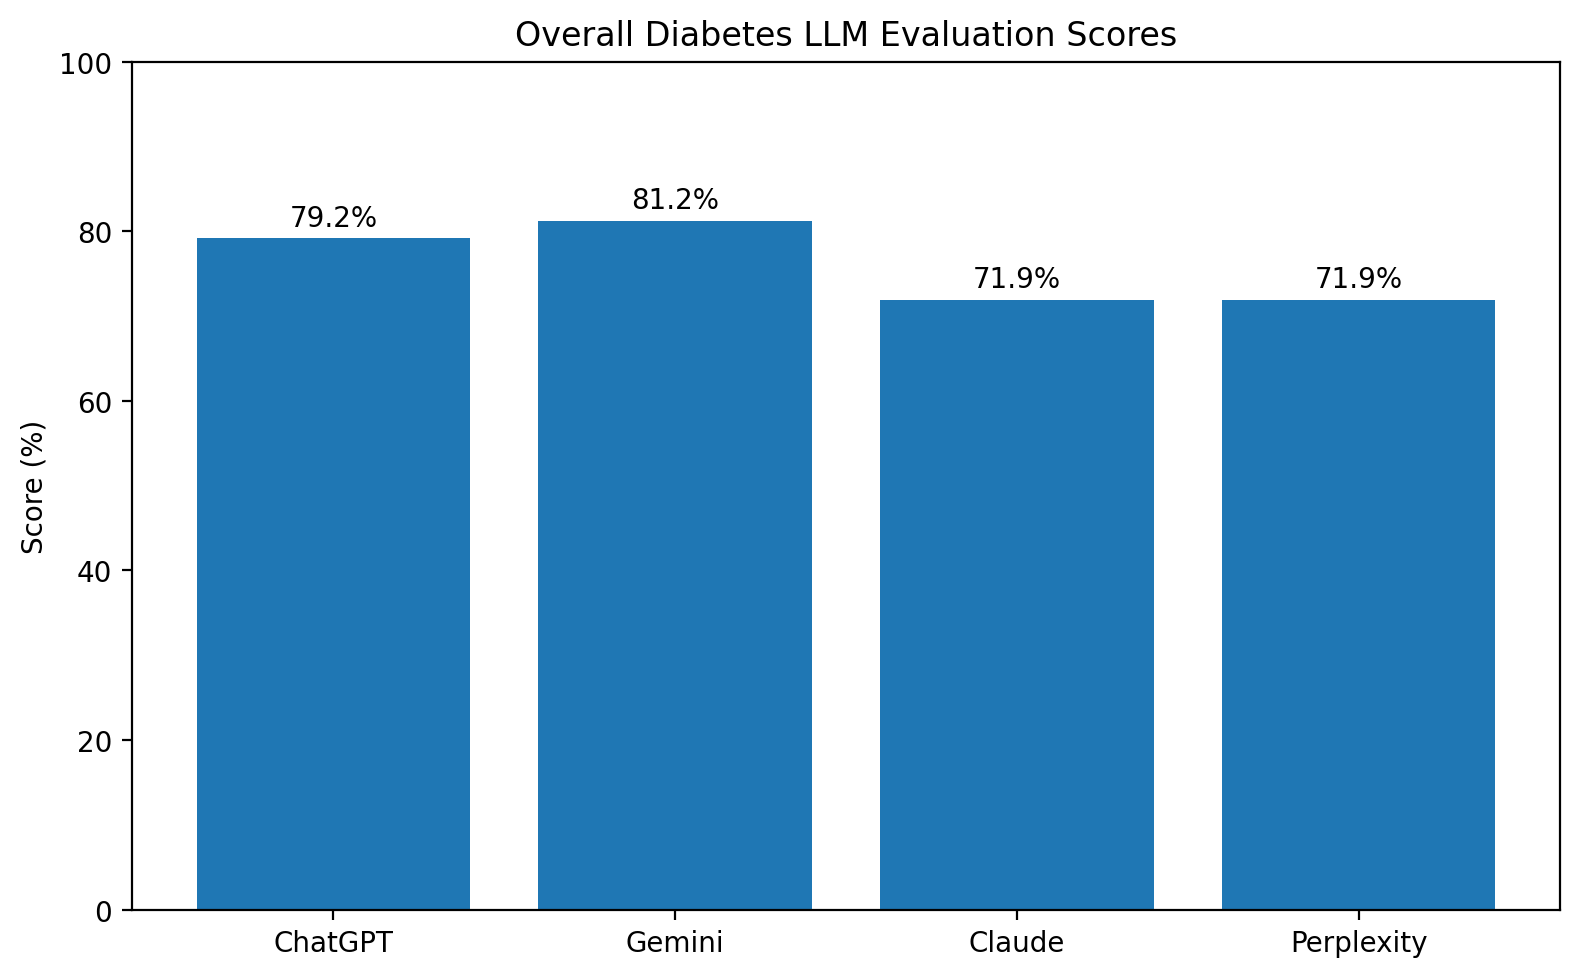 Overall Diabetes LLM Evaluation Scores
100
80
60
40
20
0
Score (%)
79.2%
81.2%
71.9%
71.9%
ChatGPT
Gemini
Claude
Perplexity